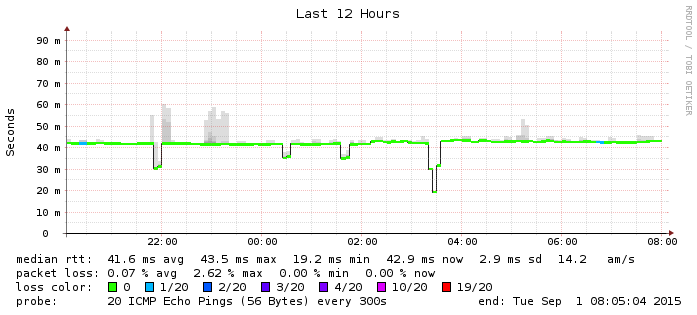 Last 12 Hours
RRDTOOL / TOBI OETIKER
Seconds
90 m
80 m
70 m
60 m
50 m
40 m
30 m
20 m
10 m
0
22:00 00:00 02:00 04:00 06:00 08:00
median rtt: 41.6 ms avg 43.5 ms max 19.2 ms min 42.9 ms now 2.9 ms sd 14.2 am/s
packet loss: 0.07 % avg 2.62 % max 0.00 % min 0.00 % now
loss color: 0 1/20 2/20 3/20 4/20 10/20 19/20
probe: 20 ICMP Echo Pings (56 Bytes) every 300s end: Tue Sep 1 08:05:04 2015